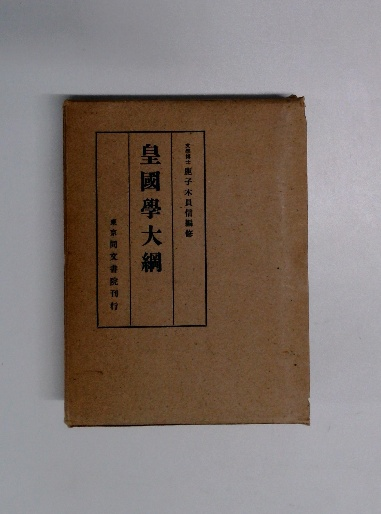 文學博士 鹿子木員信編修
皇國學大綱
東京同文書院刊行